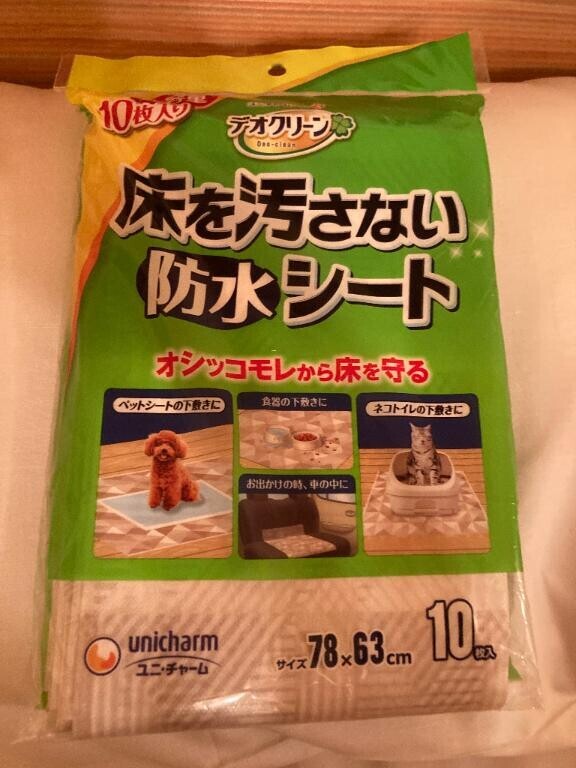 10枚入り
デオクリーン
Deo-clean
床を汚さない
防水シート
オシッコモレから床を守る
ペットシートの下敷きに
食器の下敷きに
ネコトイレの下敷きに
お出かけの時、車の中に
unicharm
ユニ・チャーム
サイズ78×63cm
10枚入